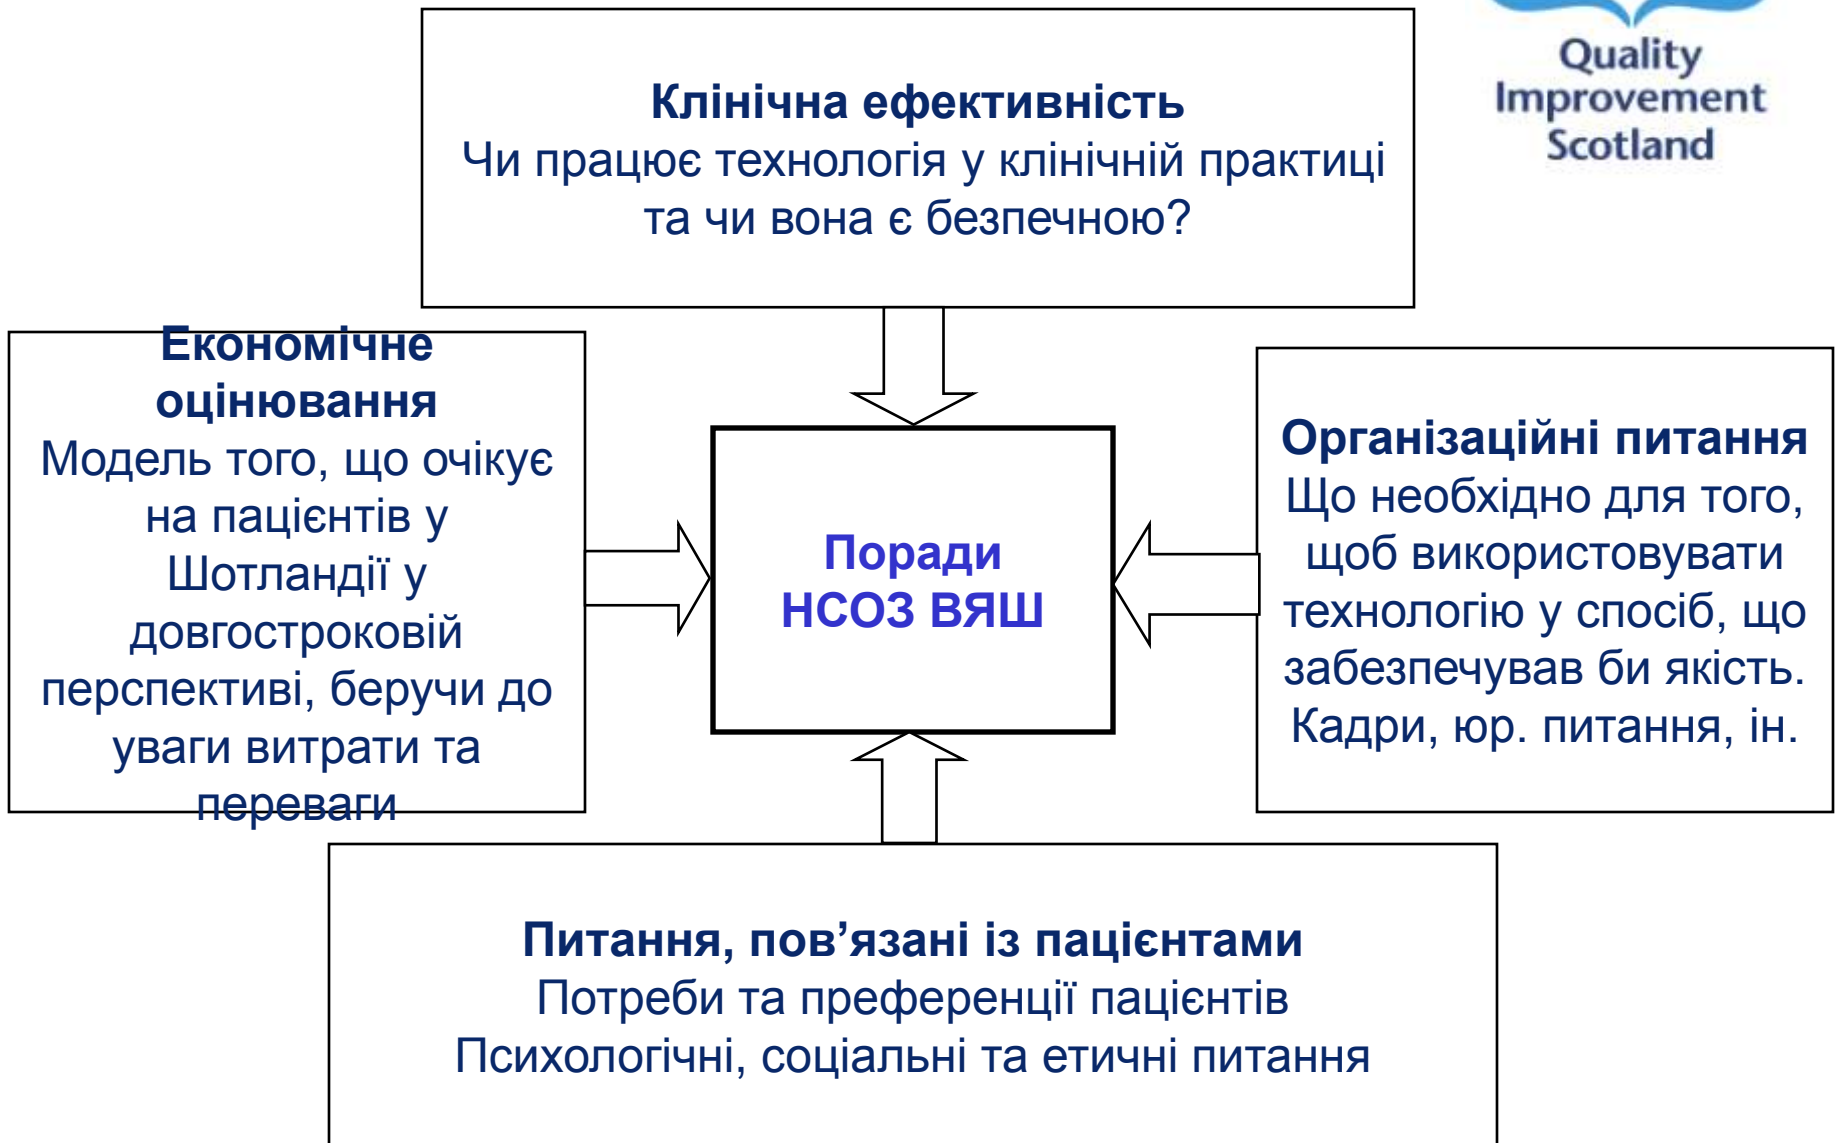 Quality
Improvement
Scotland
Клінічна ефективність
Чи працює технологія у клінічній практиці
та чи вона є безпечною?
Економічне
оцінювання
Модель того, що очікує
на пацієнтів у
Шотландії у
довгостроковій
перспективі, беручи до
уваги витрати та
переваги
Поради
НСОЗ ВЯШ
Організаційні питання
Що необхідно для того,
щоб використовувати
технологію у спосіб, що
забезпечував би якість.
Кадри, юр. питання, ін.
Питання, пов’язані із пацієнтами
Потреби та преференції пацієнтів
Психологічні, соціальні та етичні питання